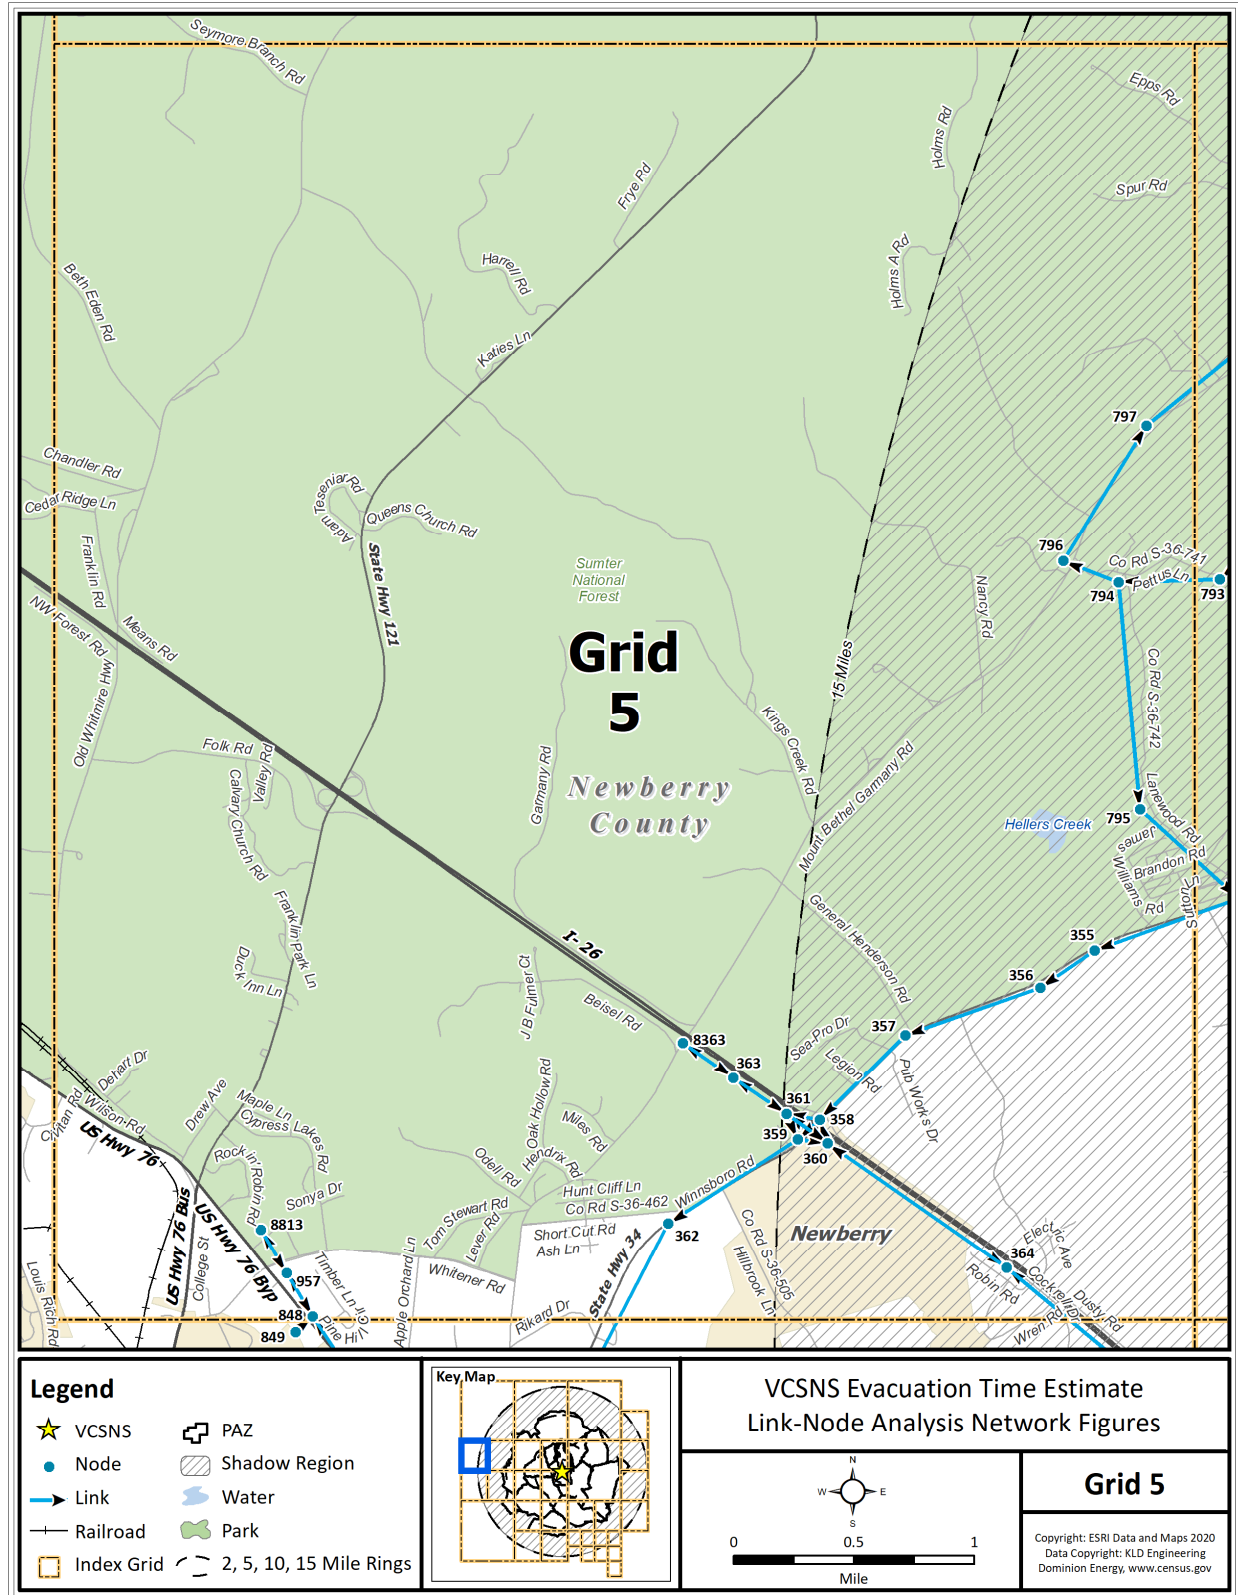 Seymore Branch Rd
Epps Rd
Holms Rd
Frye Rd
Spur Rd
Harrell Rd
Holms A Rd
Beth Eden Rd
Katies Ln
797
Chandler Rd
Cedar Ridge Ln
Teseniar Rd
Adam
Queens Church Rd
Franklin Rd
State Hwy 121
Sumter
National
Forest
796
Co Rd S-36-741
Pettus Ln
794
793
Nancy Rd
NW Forest Rd
Means Rd
Grid
5
15 Miles
Co Rd S-36-742
Old Whitmire Hwy
Folk Rd
Valley Rd
Calvary Church Rd
Garmany Rd
Kings Creek Rd
Mount Bethel Garmany Rd
Newberry
County
Hellers Creek
795
Lanewood Rd
James
Brandon Rd
Williams
Rd
Sutton Ln
Franklin Park Ln
Duck Inn Ln
I- 26
General Henderson Rd
355
356
357
J B Fulmer Ct
Beisel Rd
8363
363
Sea-Pro Dr
Legion Rd
Pub Works Dr
361
358
359
360
Dehart Dr
Civitan Rd
Wilson Rd
US Hwy 76
Drew Ave
Maple Ln
Cypress Lakes Rd
Rock in' Robin Rd
Sonya Dr
Oak Hollow Rd
Miles Rd
Hendrix Rd
Odell Rd
Hunt Cliff Ln
Co Rd S-36-462
Winnsboro Rd
362
Tom Stewart Rd
Lever Rd
Short Cut Rd
Ash Ln
State Hwy 34
Newberry
Co Rd S-36-505
Hillbrook Ln
Electric Ave
364
Robin Rd
Cockrell Dr
Dusty Rd
Wren Rd
8813
957
848
849
US Hwy 76 Bus
US Hwy 76 Byp
College St
Louis Rich Rd
Timber Ln
Pine
Apple Orchard Ln
Whitener Rd
Rikard Dr
Legend
VCSNS
Node
Link
Railroad
Index Grid
PAZ
Shadow Region
Water
Park
2, 5, 10, 15 Mile Rings
Key Map
VCSNS Evacuation Time Estimate
Link-Node Analysis Network Figures
N
W
E
S
0
0.5
1
Mile
Grid 5
Copyright: ESRI Data and Maps 2020
Data Copyright: KLD Engineering
Dominion Energy, www.census.gov